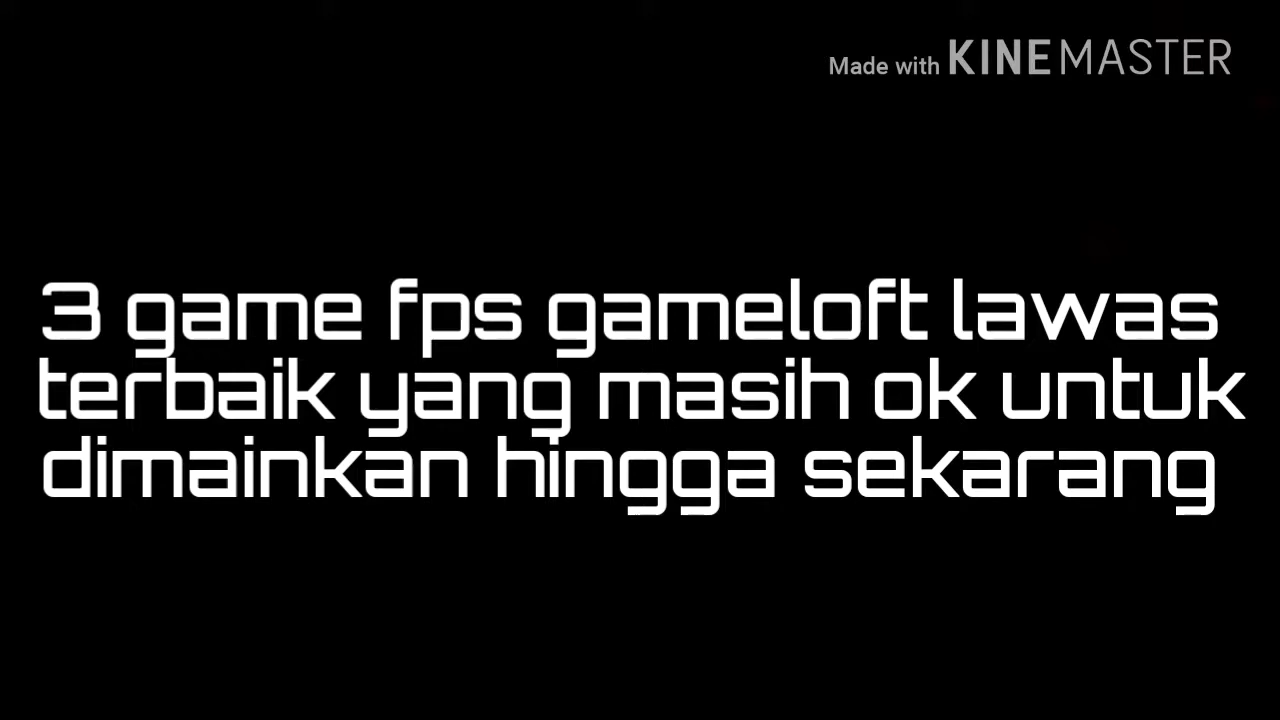 Made with KINEMASTER
3 game fps gameloft lawas
terbaik yang masih ok untuk
dimainkan hingga sekarang